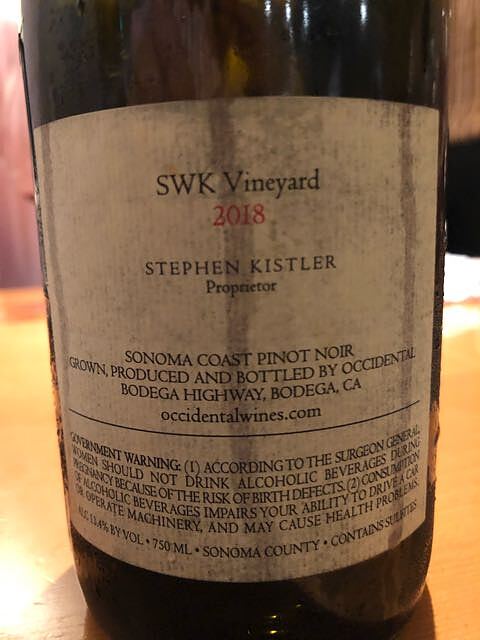 SWK Vineyard
2018
STEPHEN KISTLER
Proprietor
SONOMA COAST PINOT NOIR
GROWN, PRODUCED AND BOTTLED BY OCCIDENTAL
BODEGA HIGHWAY, BODEGA, CA
occidentalwines.com
GOVERNMENT WARNING: (1) ACCORDING TO THE SURGEON GENERAL,
WOMEN SHOULD NOT DRINK ALCOHOLIC BEVERAGES DURING
PREGNANCY BECAUSE OF THE RISK OF BIRTH DEFECTS. (2) CONSUMPTION
OF ALCOHOLIC BEVERAGES IMPAIRS YOUR ABILITY TO DRIVE A CAR
OR OPERATE MACHINERY, AND MAY CAUSE HEALTH PROBLEMS.
ALC 13.4% BY VOL • 750 ML • SONOMA COUNTY • CONTAINS SULFITES